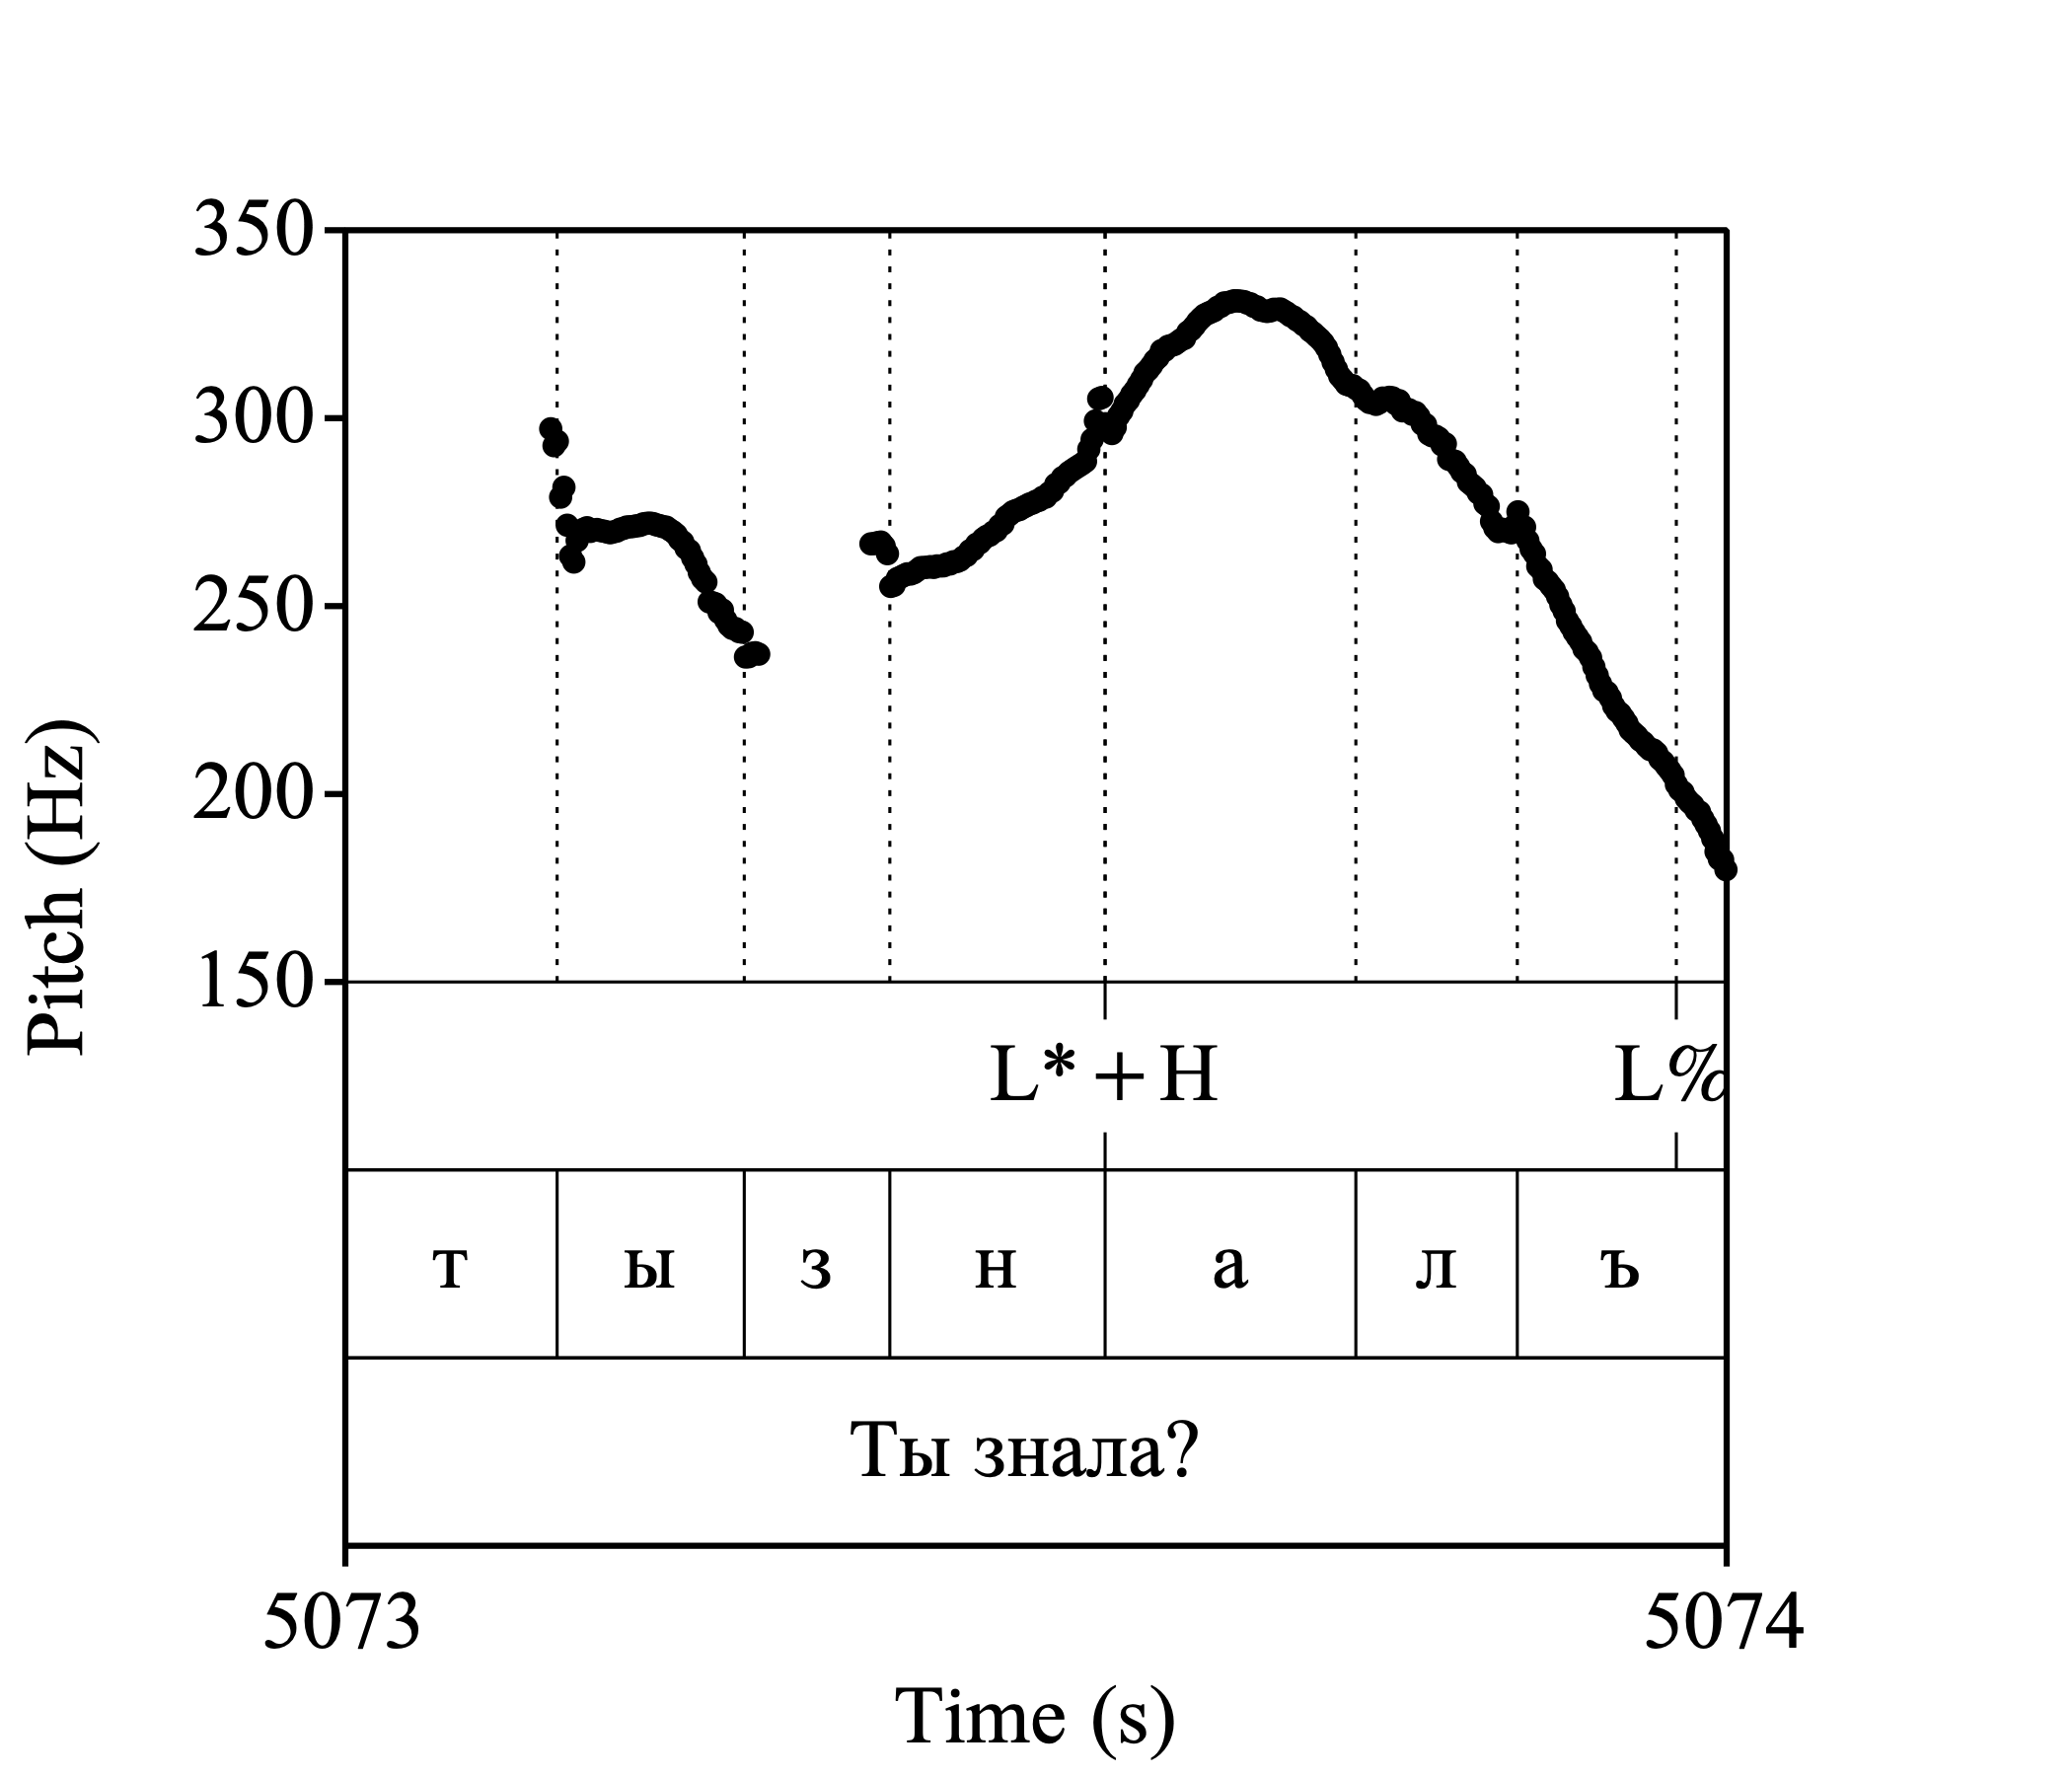 350
300
250
200
150
Pitch (Hz)
L*+H L%
т ы з н а л ъ
Ты знала?
5073 5074
Time (s)